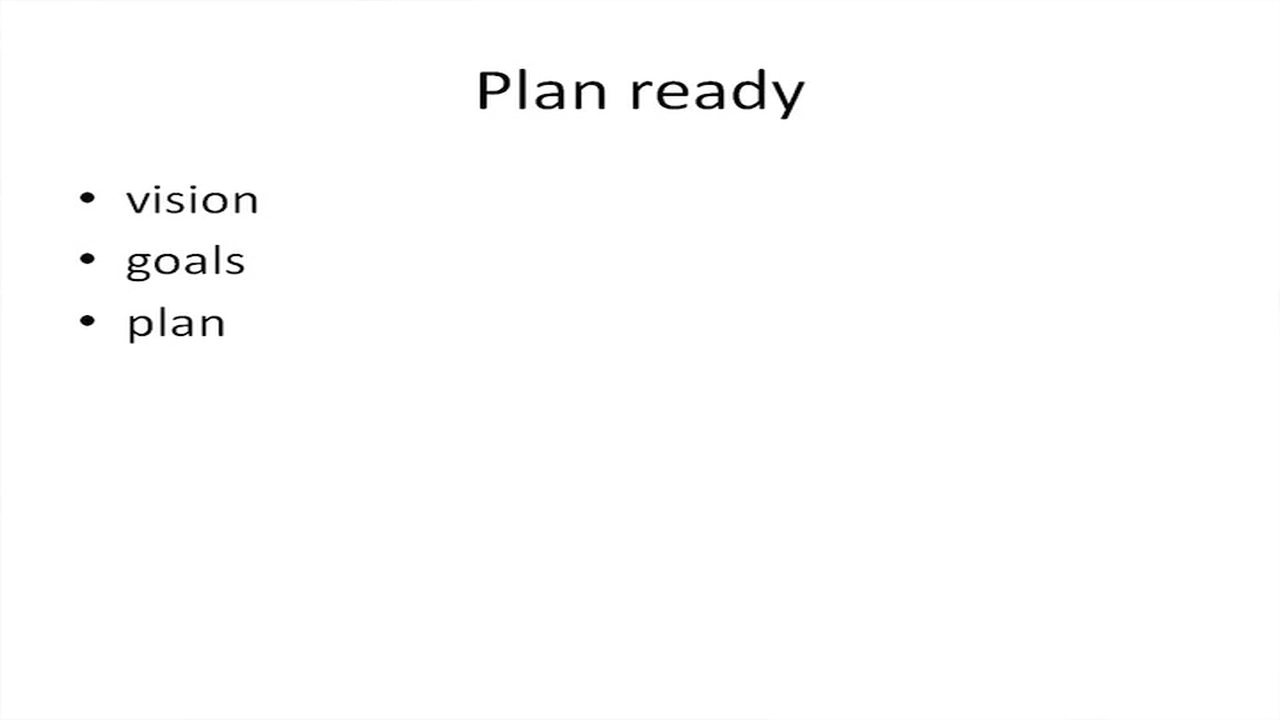 Plan ready
• vision
• goals
• plan